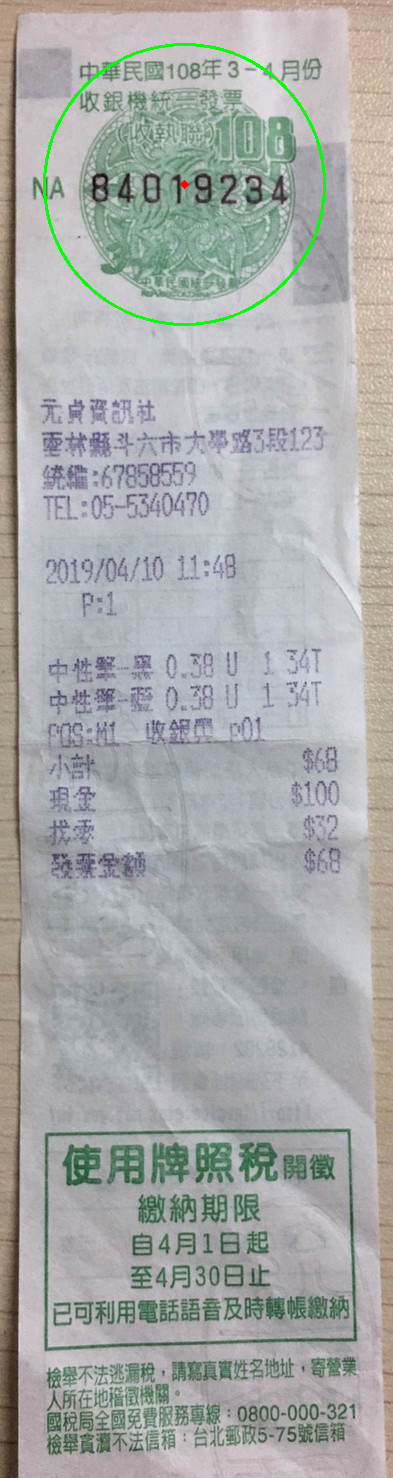 中華民國108年3-4月份
收銀機統一發票
收執聯 108
NA 84019234
3-4
中華民國統一發票
元貞資訊社
雲林縣斗六市大學路3段123
統編:67858559
TEL:05-5340470
2019/04/10 11:48
P:1
中性筆-黑 0.38 U 1 34T
中性筆-藍 0.38 U 1 34T
POS:M1 收銀員 p01
小計 $68
現金 $100
找零 $32
發票金額 $68
使用牌照稅開徵
繳納期限
自4月1日起
至4月30日止
已可利用電話語音及時轉帳繳納
檢舉不法逃漏稅，請寫真實姓名地址，寄營業
人所在地稽徵機關。
國稅局全國免費服務專線：0800-000-321
檢舉賓瀆不法信箱：台北郵政5-75號信箱